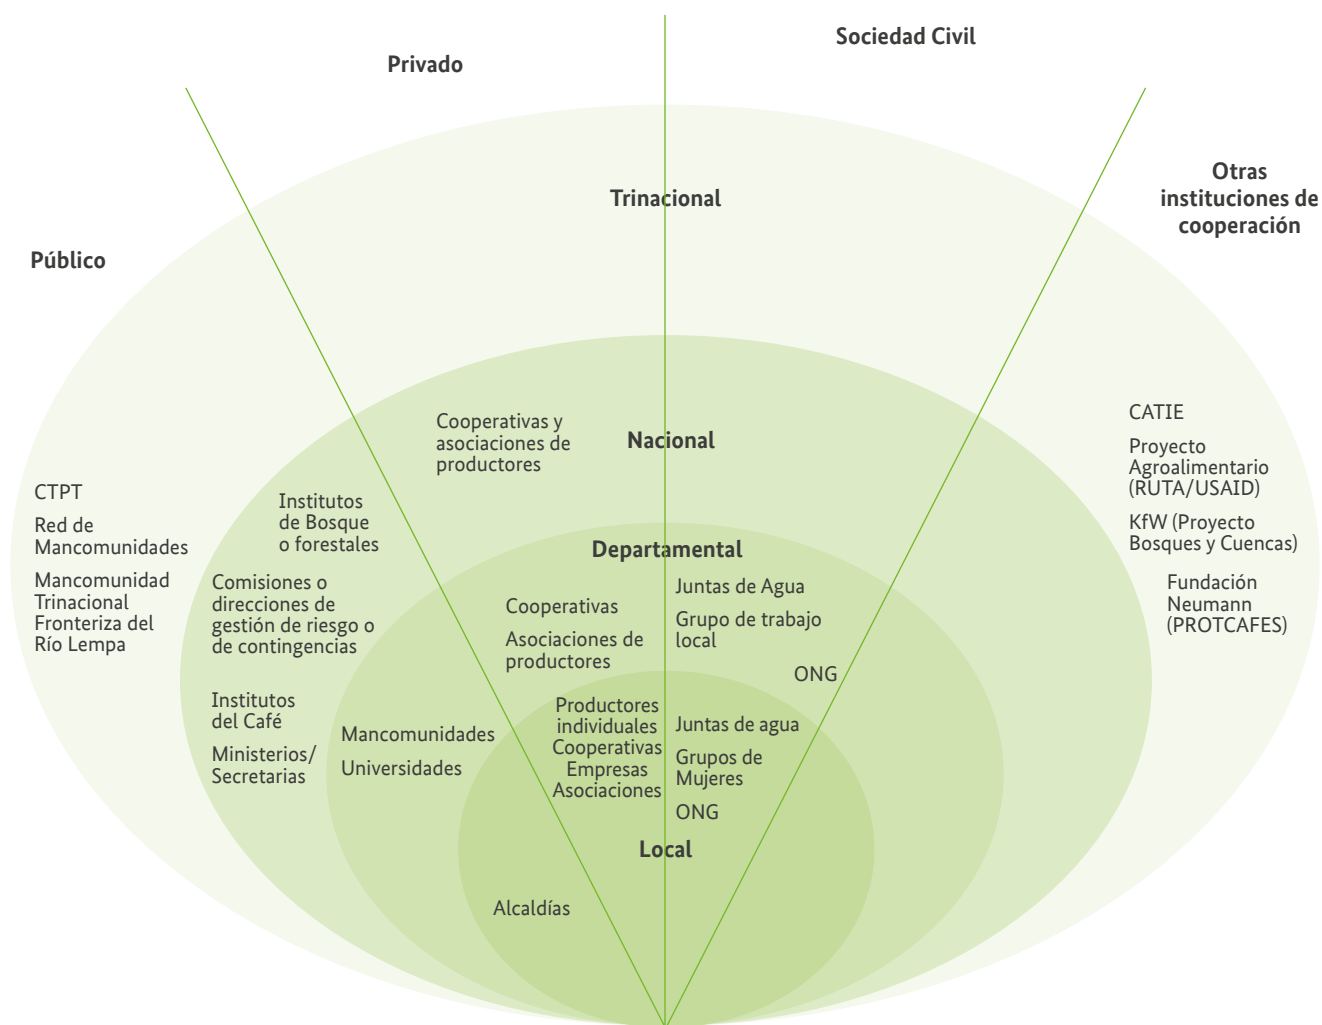 Sociedad Civil
Privado
Otras
instituciones de
cooperación
Público
Trinacional
Nacional
Departamental
Local
CTPT
Red de
Mancomunidades
Mancomunidad
Trinacional
Fronteriza del
Río Lempa
Institutos
de Bosque
o forestales
Comisiones o
direcciones de
gestión de riesgo o
de contingencias
Institutos
del Café
Ministerios/
Secretarias
Mancomunidades
Universidades
Alcaldías
Cooperativas y
asociaciones de
productores
Cooperativas
Asociaciones de
productores
Productores
individuales
Cooperativas
Empresas
Asociaciones
Juntas de Agua
Grupo de trabajo
local
ONG
Juntas de agua
Grupos de
Mujeres
ONG
CATIE
Proyecto
Agroalimentario
(RUTA/USAID)
KfW (Proyecto
Bosques y Cuencas)
Fundación
Neumann
(PROTCAFES)